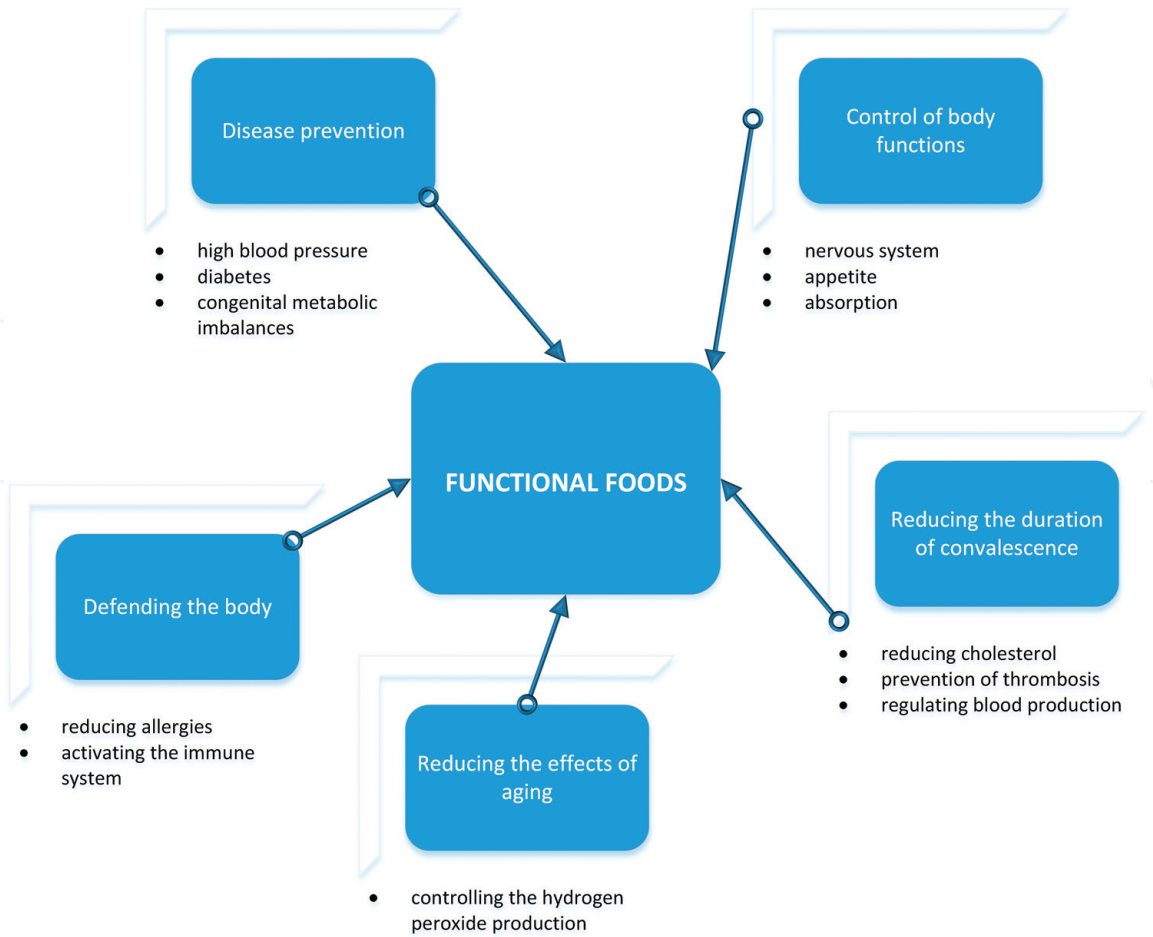 Disease prevention
• high blood pressure
• diabetes
• congenital metabolic
imbalances
Control of body
functions
• nervous system
• appetite
• absorption
FUNCTIONAL FOODS
Reducing the duration
of convalescence
• reducing cholesterol
• prevention of thrombosis
• regulating blood production
Defending the body
• reducing allergies
• activating the immune
system
Reducing the effects of
aging
• controlling the hydrogen
peroxide production